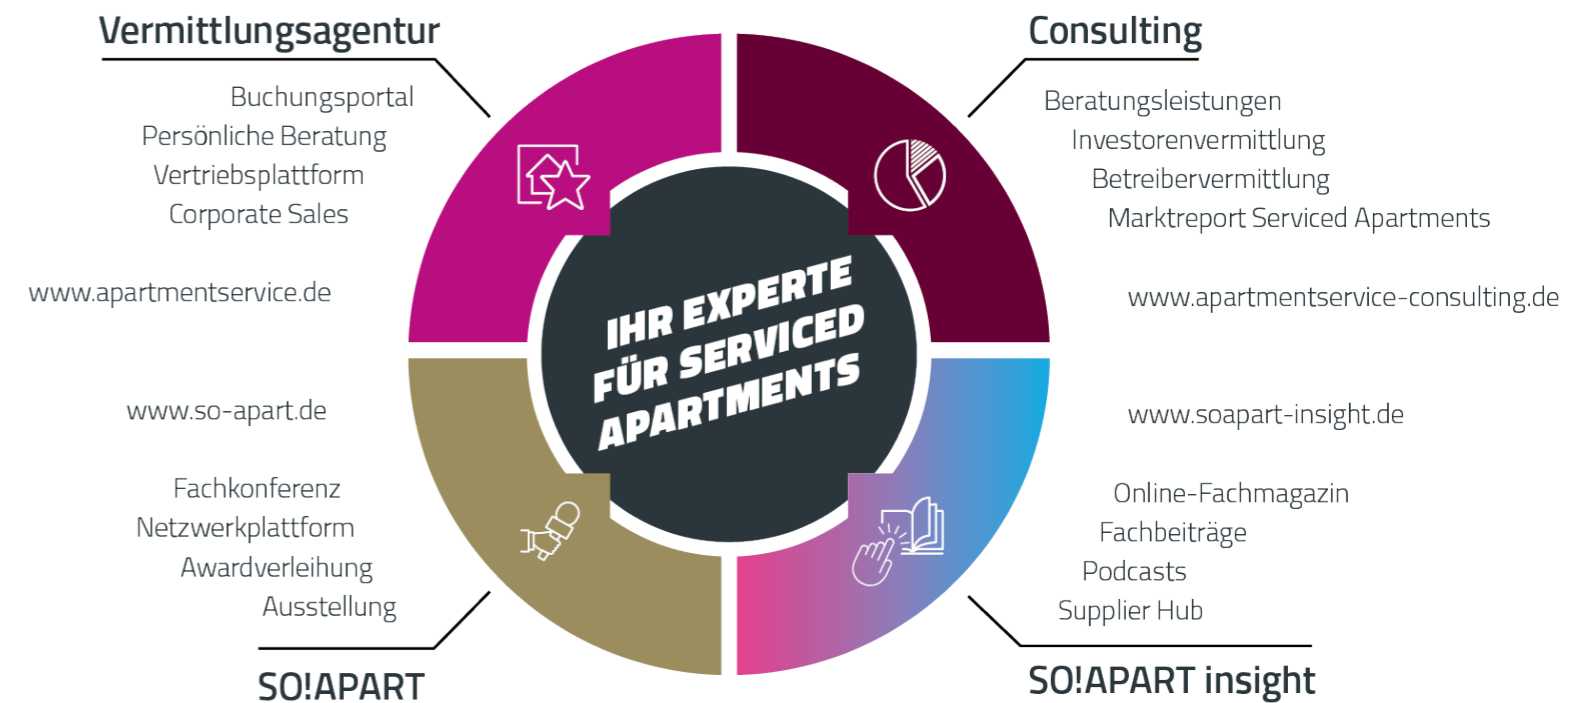 Vermittlungsagentur
Buchungsportal
Persönliche Beratung
Vertriebsplattform
Corporate Sales
www.apartmentservice.de
Consulting
Beratungsleistungen
Investorenvermittlung
Betreibervermittlung
Marktreport Serviced Apartments
www.apartmentservice-consulting.de
IHR EXPERTE
FÜR SERVICED
APARTMENTS
www.so-apart.de
Fachkonferenz
Netzwerkplattform
Awardverleihung
Ausstellung
SO!APART
www.soapart-insight.de
Online-Fachmagazin
Fachbeiträge
Podcasts
Supplier Hub
SO!APART insight